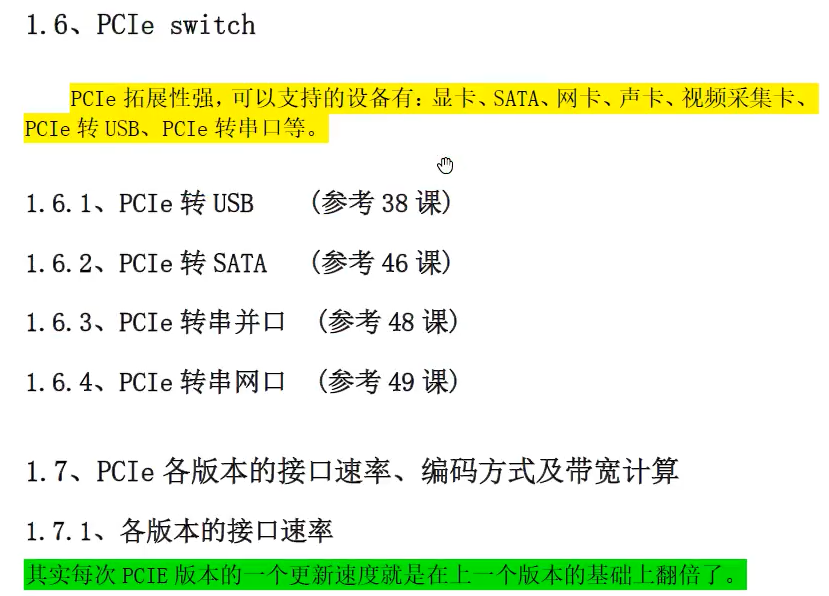 1.6、PCIe switch
PCIe 拓展性强，可以支持的设备有：显卡、SATA、网卡、声卡、视频采集卡、
PCIe 转 USB、PCIe 转串口等。
1.6.1、PCIe 转 USB （参考 38 课）
1.6.2、PCIe 转 SATA （参考 46 课）
1.6.3、PCIe 转串并口 （参考 48 课）
1.6.4、PCIe 转串网口 （参考 49 课）
1.7、PCIe 各版本的接口速率、编码方式及带宽计算
1.7.1、各版本的接口速率
其实每次 PCIE 版本的一个更新速度就是在上一个版本的基础上翻倍了。